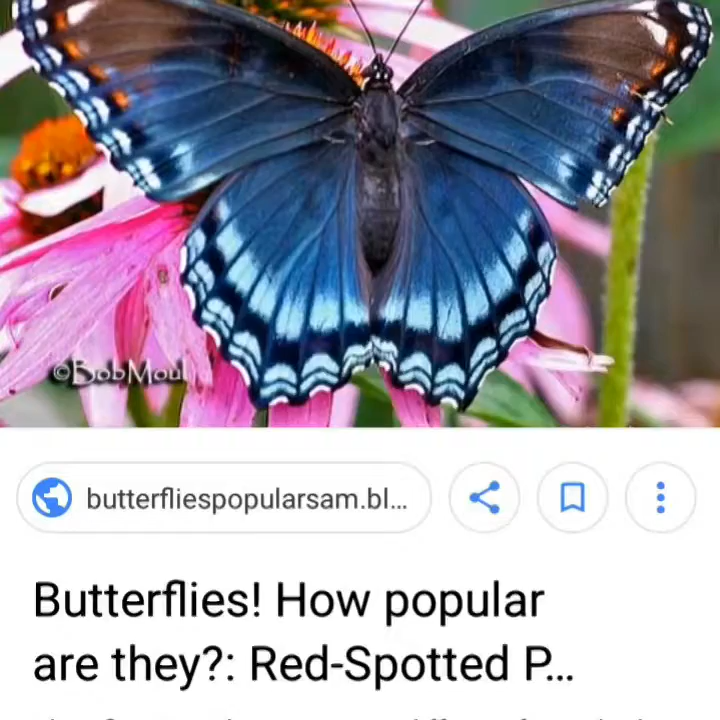 ©BobMoul
butterfliespopularsam.bl...
Butterflies! How popular
are they?: Red-Spotted P...